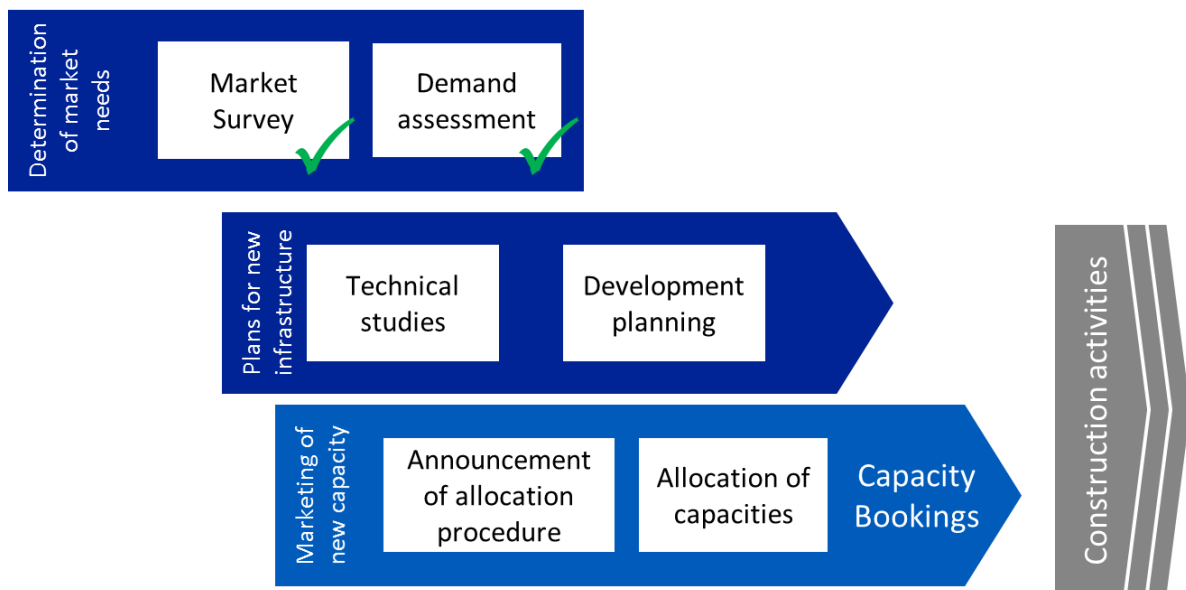 Determination
of market
needs
Market
Survey
Demand
assessment
Plans for new
infrastructure
Technical
studies
Development
planning
Marketing of
new capacity
Announcement
of allocation
procedure
Allocation of
capacities
Capacity
Bookings
Construction activities